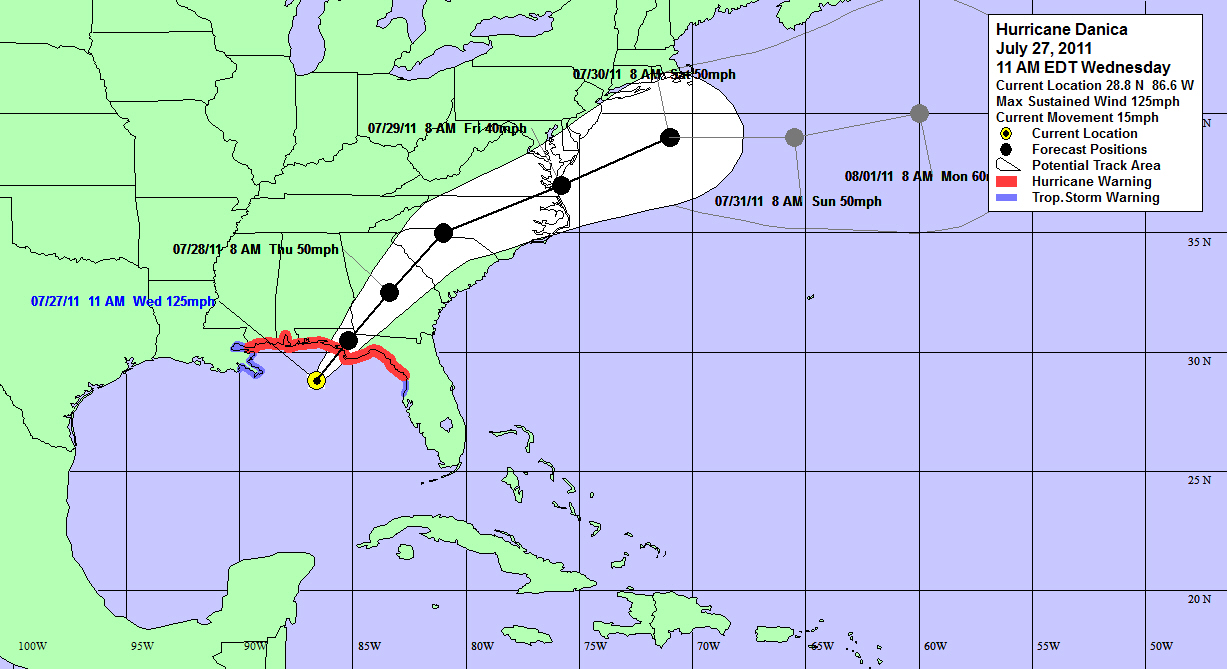 Hurricane Danica
July 27, 2011
11 AM EDT Wednesday
Current Location 28.8 N 86.6 W
Max Sustained Wind 125mph
Current Movement 15mph
Current Location
Forecast Positions
Potential Track Area
Hurricane Warning
Trop.Storm Warning
07/30/11 8 AM Sat 50mph
07/29/11 8 AM Fri 40mph
N
08/01/11 8 AM Mon 60
07/31/11 8 AM Sun 50mph
07/28/11 8 AM Thu 50mph
35 N
07/27/11 11 AM Wed 125mph
30 N
25 N
20 N
100W 95W 90W 85W 80W 75W 70W 65W 60W 55W 50W